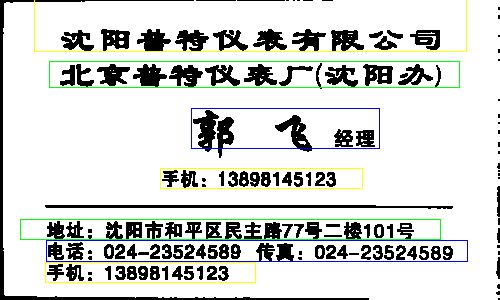 沈阳普特仪表有限公司
北京普特仪表厂(沈阳办)
郭 飞 经理
手机：13898145123
地址：沈阳市和平区民主路77号二楼101号
电话：024-23524589 传真：024-23524589
手机：13898145123